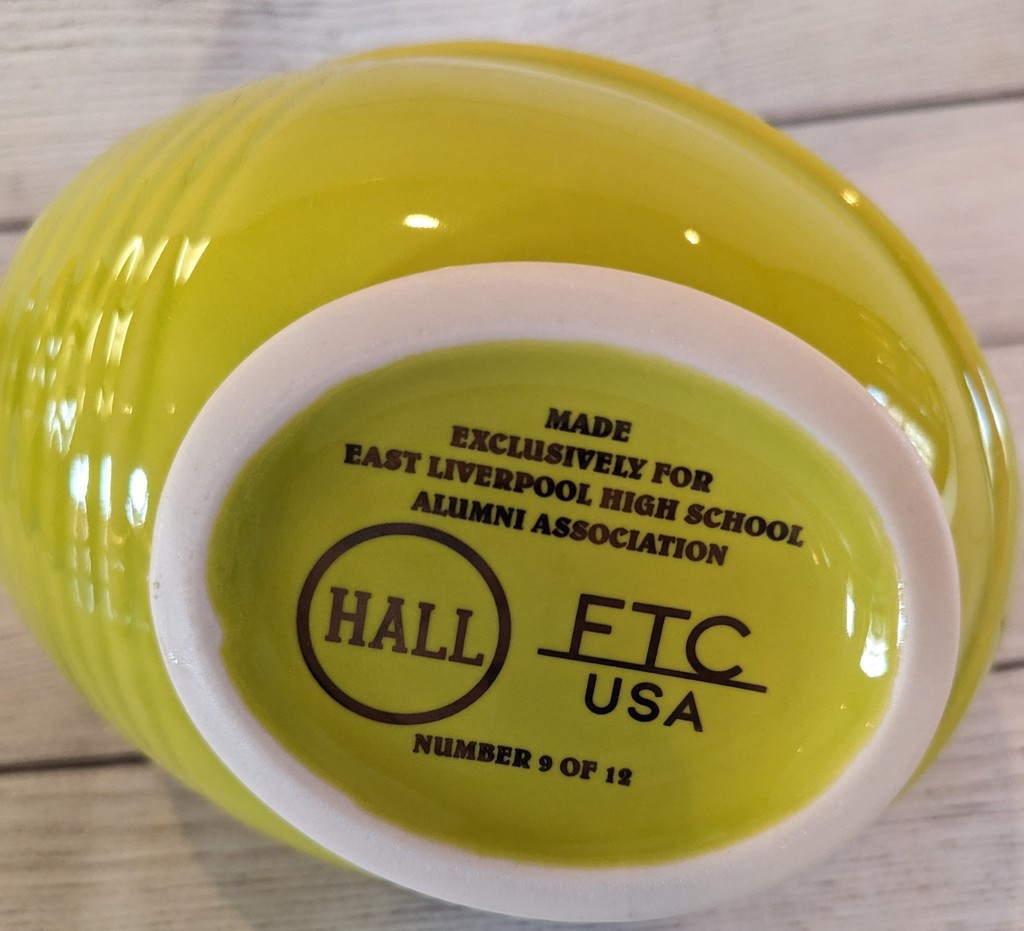 MADE
EXCLUSIVELY FOR
EAST LIVERPOOL HIGH SCHOOL
ALUMNI ASSOCIATION
HALL
FTC
USA
NUMBER 9 OF 12